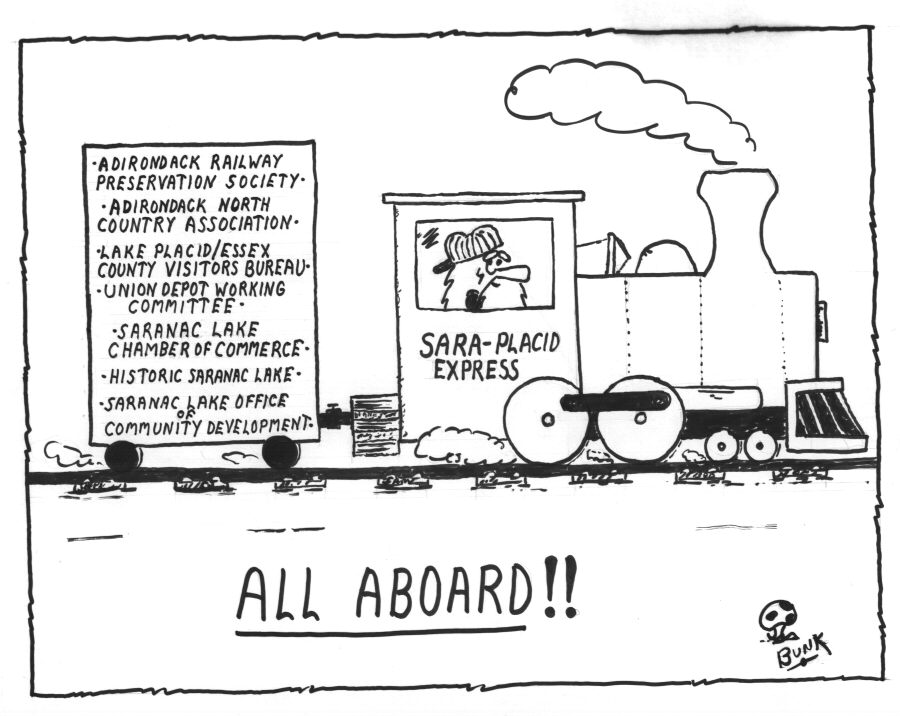 ·ADIRONDACK RAILWAY
PRESERVATION SOCIETY·
·ADIRONDACK NORTH
COUNTRY ASSOCIATION·
·LAKE PLACID/ESSEX
COUNTY VISITORS BUREAU·
·UNION DEPOT WORKING
COMMITTEE·
·SARANAC LAKE
CHAMBER OF COMMERCE·
·HISTORIC SARANAC LAKE·
·SARANAC LAKE OFFICE
OF
COMMUNITY DEVELOPMENT·
SARA-PLACID
EXPRESS
ALL ABOARD!!
BUNK